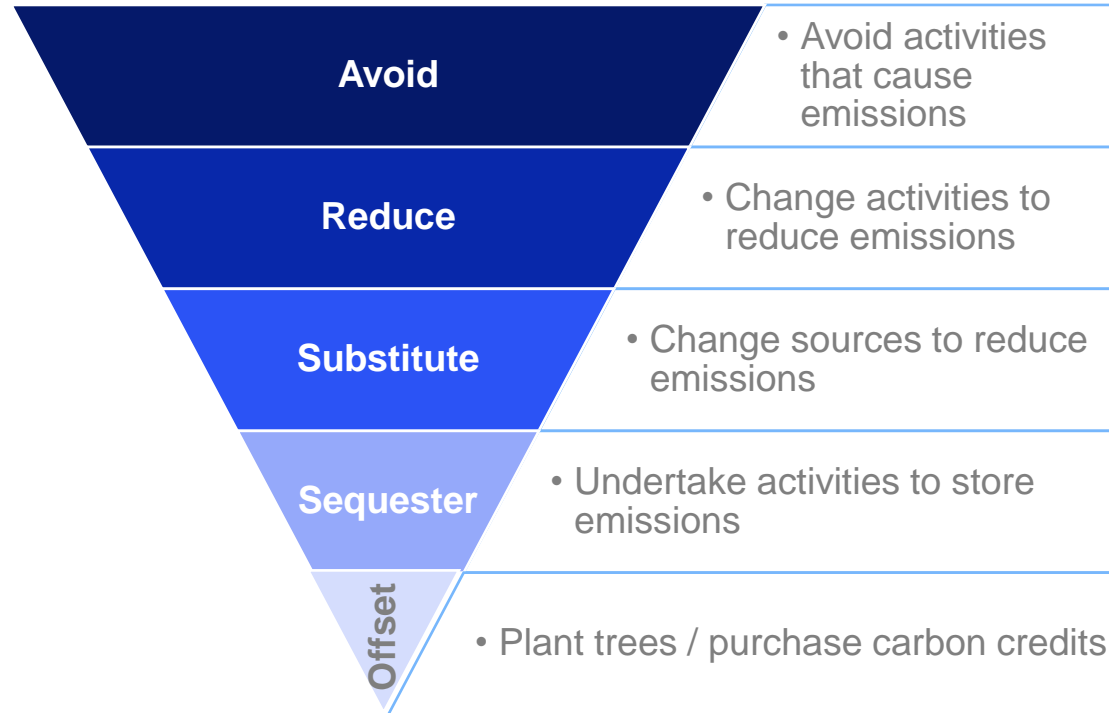 Avoid
• Avoid activities
that cause
emissions
Reduce
• Change activities to
reduce emissions
Substitute
• Change sources to reduce
emissions
Sequester
• Undertake activities to store
emissions
Offset
• Plant trees / purchase carbon credits